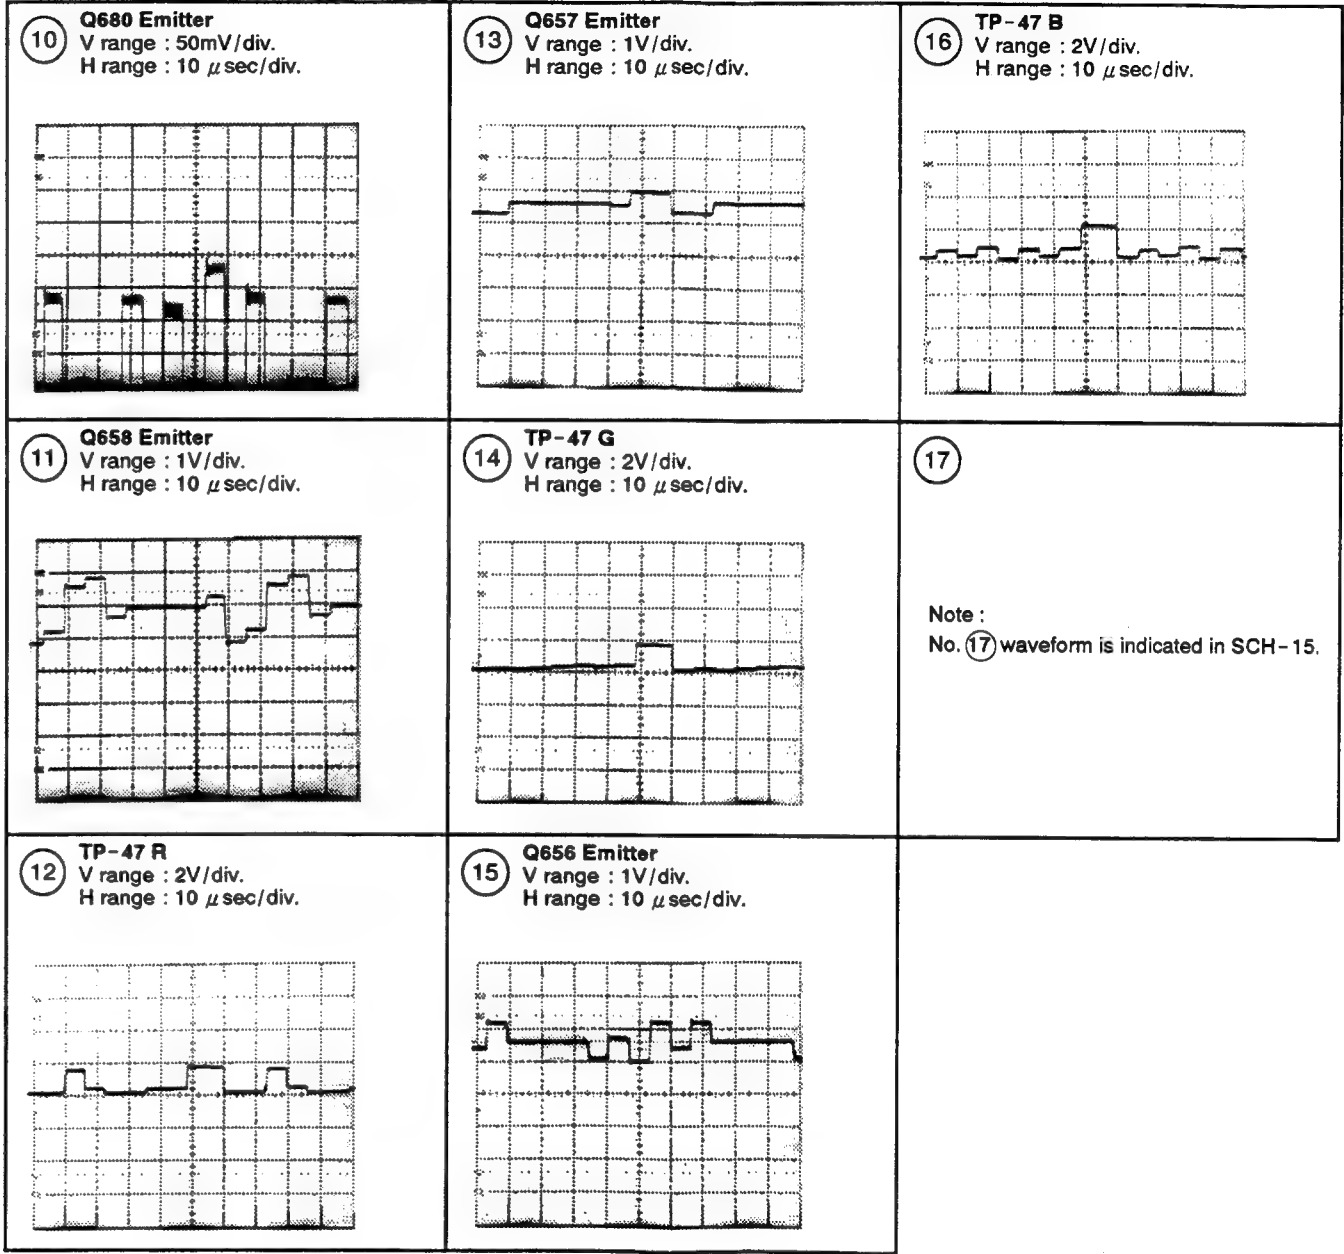 10
Q680 Emitter
V range : 50mV/div.
H range : 10 μsec/div.
13
Q657 Emitter
V range : 1V/div.
H range : 10 μsec/div.
16
TP-47 B
V range : 2V/div.
H range : 10 μsec/div.
11
Q658 Emitter
V range : 1V/div.
H range : 10 μsec/div.
14
TP-47 G
V range : 2V/div.
H range : 10 μsec/div.
17
Note :
No. 17 waveform is indicated in SCH-15.
12
TP-47 R
V range : 2V/div.
H range : 10 μsec/div.
15
Q656 Emitter
V range : 1V/div.
H range : 10 μsec/div.